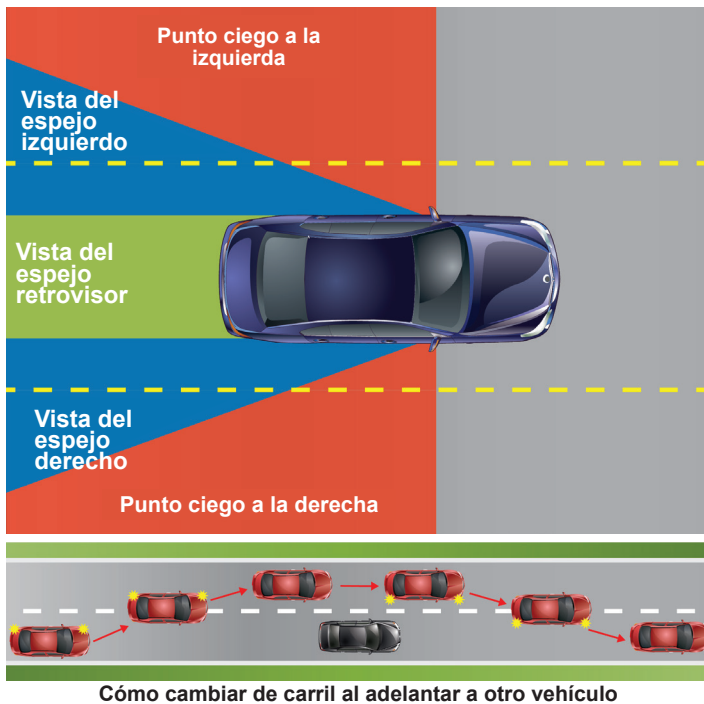 Punto ciego a la
izquierda
Vista del
espejo
izquierdo
Vista del
espejo
retrovisor
Vista del
espejo
derecho
Punto ciego a la derecha
Cómo cambiar de carril al adelantar a otro vehículo